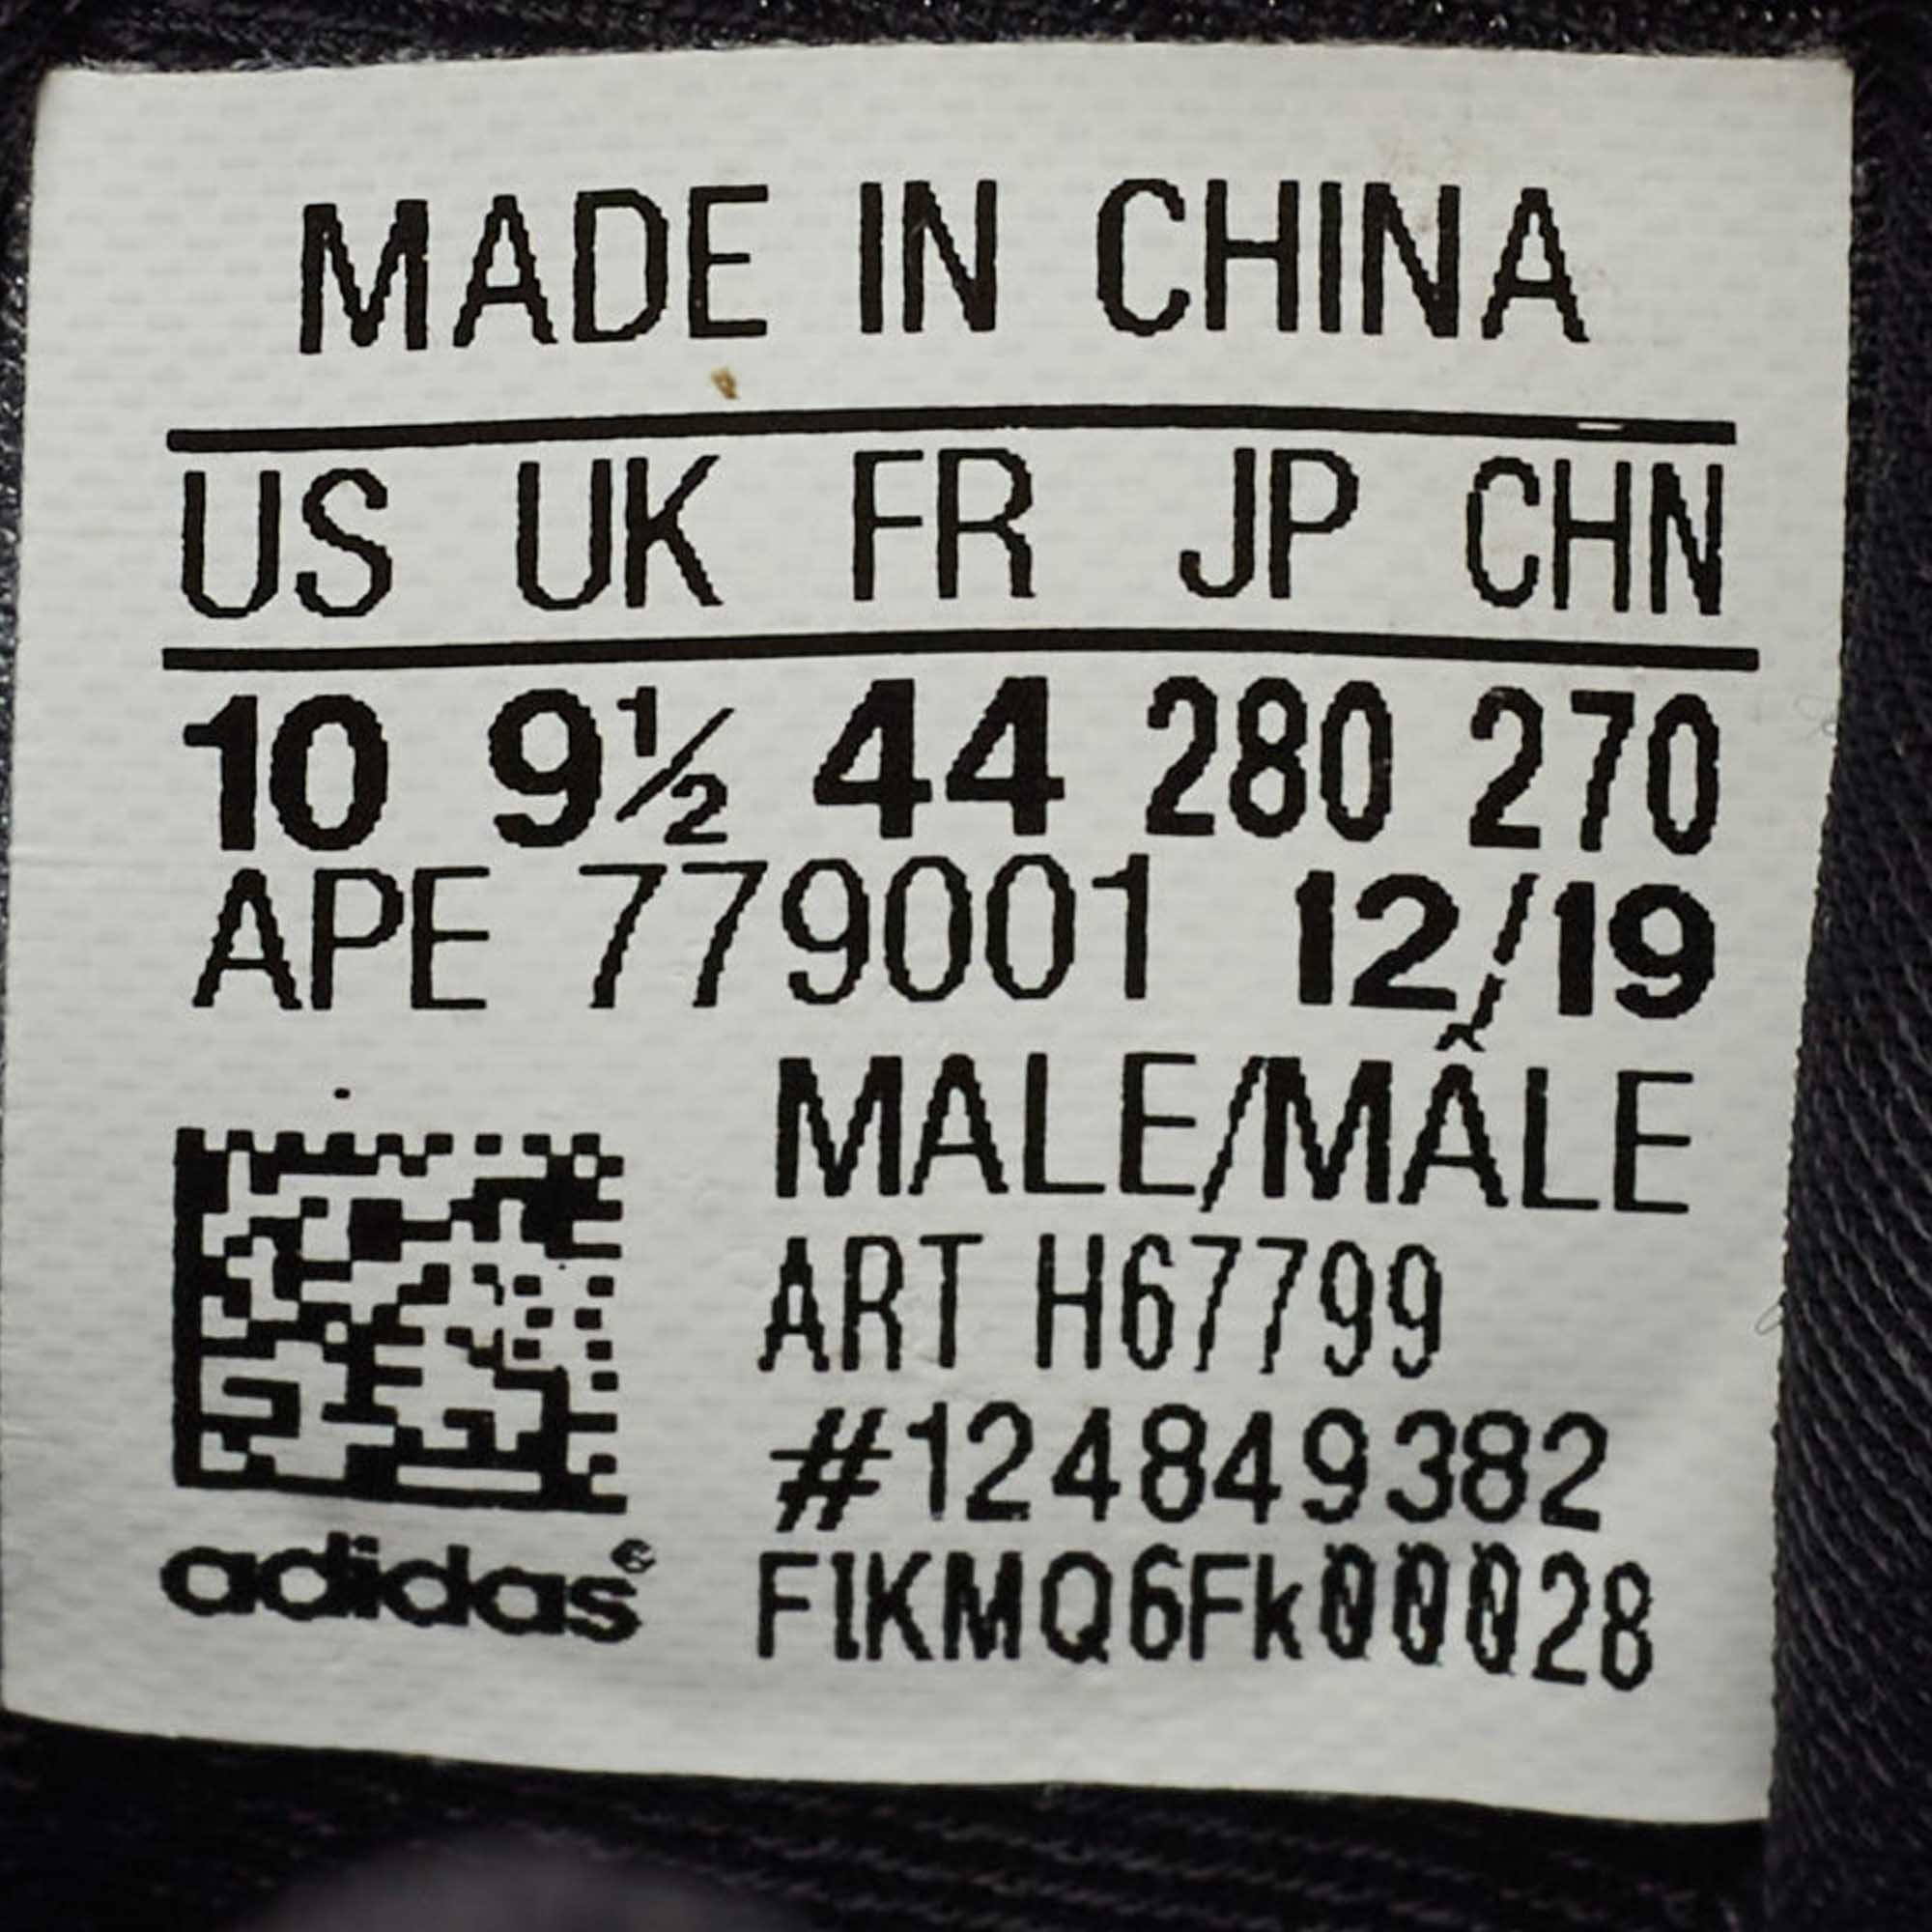 MADE IN CHINA
US UK FR JP CHN
10 9½ 44 280 270
APE 779001 12/19
MALE/MÂLE
ART H67799
#124849382
F1KMQ6Fk00028
adidas®